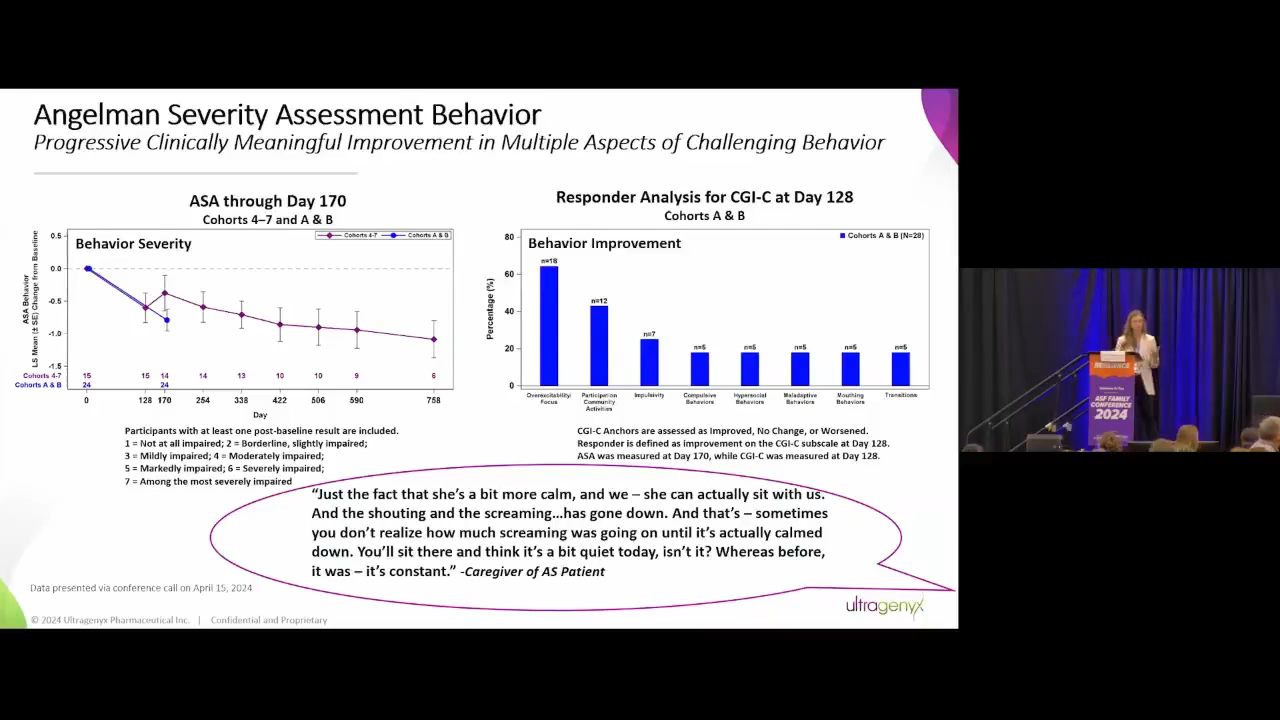 Angelman Severity Assessment Behavior
Progressive Clinically Meaningful Improvement in Multiple Aspects of Challenging Behavior
ASA through Day 170
Cohorts 4–7 and A & B
Behavior Severity
Cohorts 4-7
Cohorts A & B
ASA Behavior
LS Mean (± SE) Change from Baseline
0.5
0.0
-0.5
-1.0
-1.5
Cohorts 4-7 15 15 14 14 13 10 10 9 6
Cohorts A & B 24 24
0 128 170 254 338 422 506 590 758
Day
Participants with at least one post-baseline result are included.
1 = Not at all impaired; 2 = Borderline, slightly impaired;
3 = Mildly impaired; 4 = Moderately impaired;
5 = Markedly impaired; 6 = Severely impaired;
7 = Among the most severely impaired
Responder Analysis for CGI-C at Day 128
Cohorts A & B
Behavior Improvement
Cohorts A & B (N=28)
Percentage (%)
80
60
40
20
0
n=18 n=12 n=7 n=5 n=5 n=5 n=5 n=5
Overexcitability/
Focus
Participation
Community
Activities
Impulsivity
Compulsive
Behaviors
Hypersocial
Behaviors
Maladaptive
Behaviors
Mouthing
Behaviors
Transitions
CGI-C Anchors are assessed as Improved, No Change, or Worsened.
Responder is defined as improvement on the CGI-C subscale at Day 128.
ASA was measured at Day 170, while CGI-C was measured at Day 128.
“Just the fact that she’s a bit more calm, and we – she can actually sit with us.
And the shouting and the screaming…has gone down. And that’s – sometimes
you don’t realize how much screaming was going on until it’s actually calmed
down. You’ll sit there and think it’s a bit quiet today, isn’t it? Whereas before,
it was – it’s constant.” -Caregiver of AS Patient
Data presented via conference call on April 15, 2024
ultragenyx
© 2024 Ultragenyx Pharmaceutical Inc. | Confidential and Proprietary
RESILIENCE
ASF FAMILY
CONFERENCE
2024